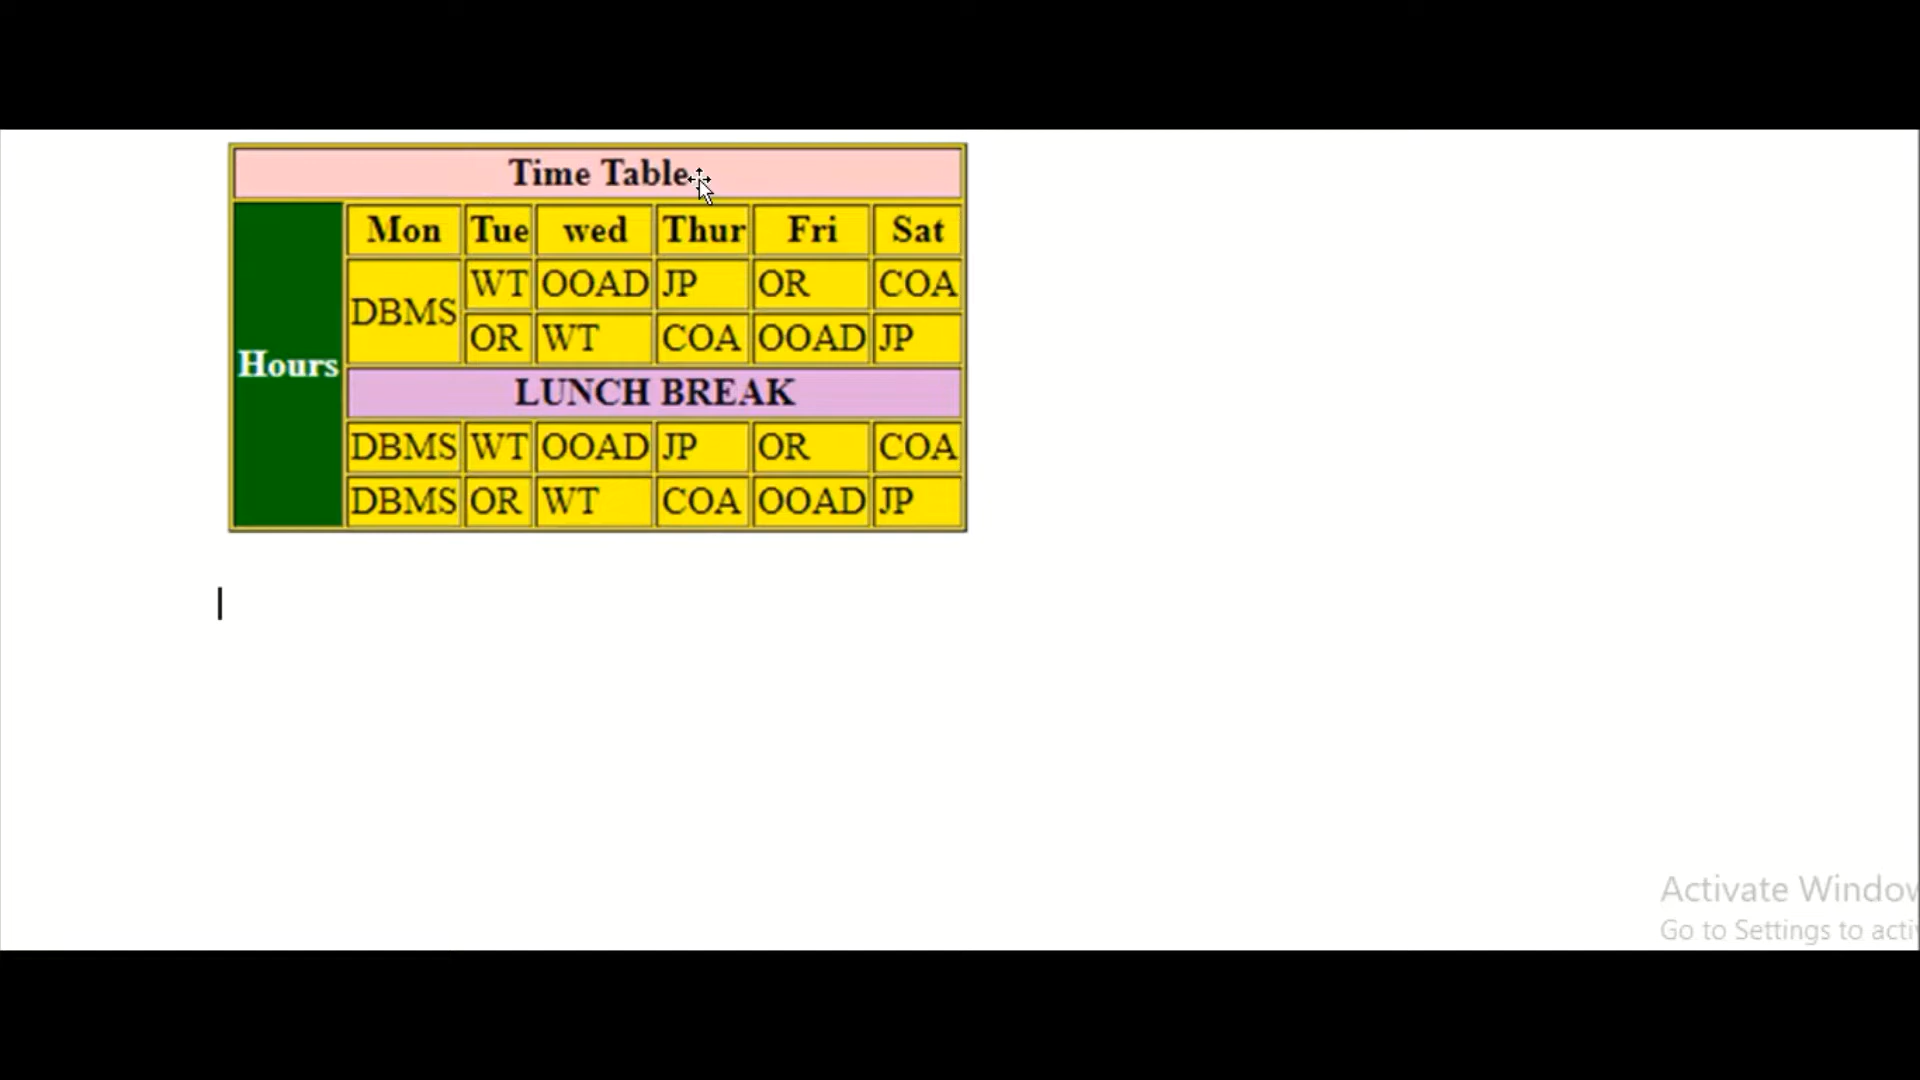 Time Table
Mon Tue wed Thur Fri Sat
DBMS WT OOAD JP OR COA
OR WT COA OOAD JP
Hours
LUNCH BREAK
DBMS WT OOAD JP OR COA
DBMS OR WT COA OOAD JP
Activate Window
Go to Settings to acti